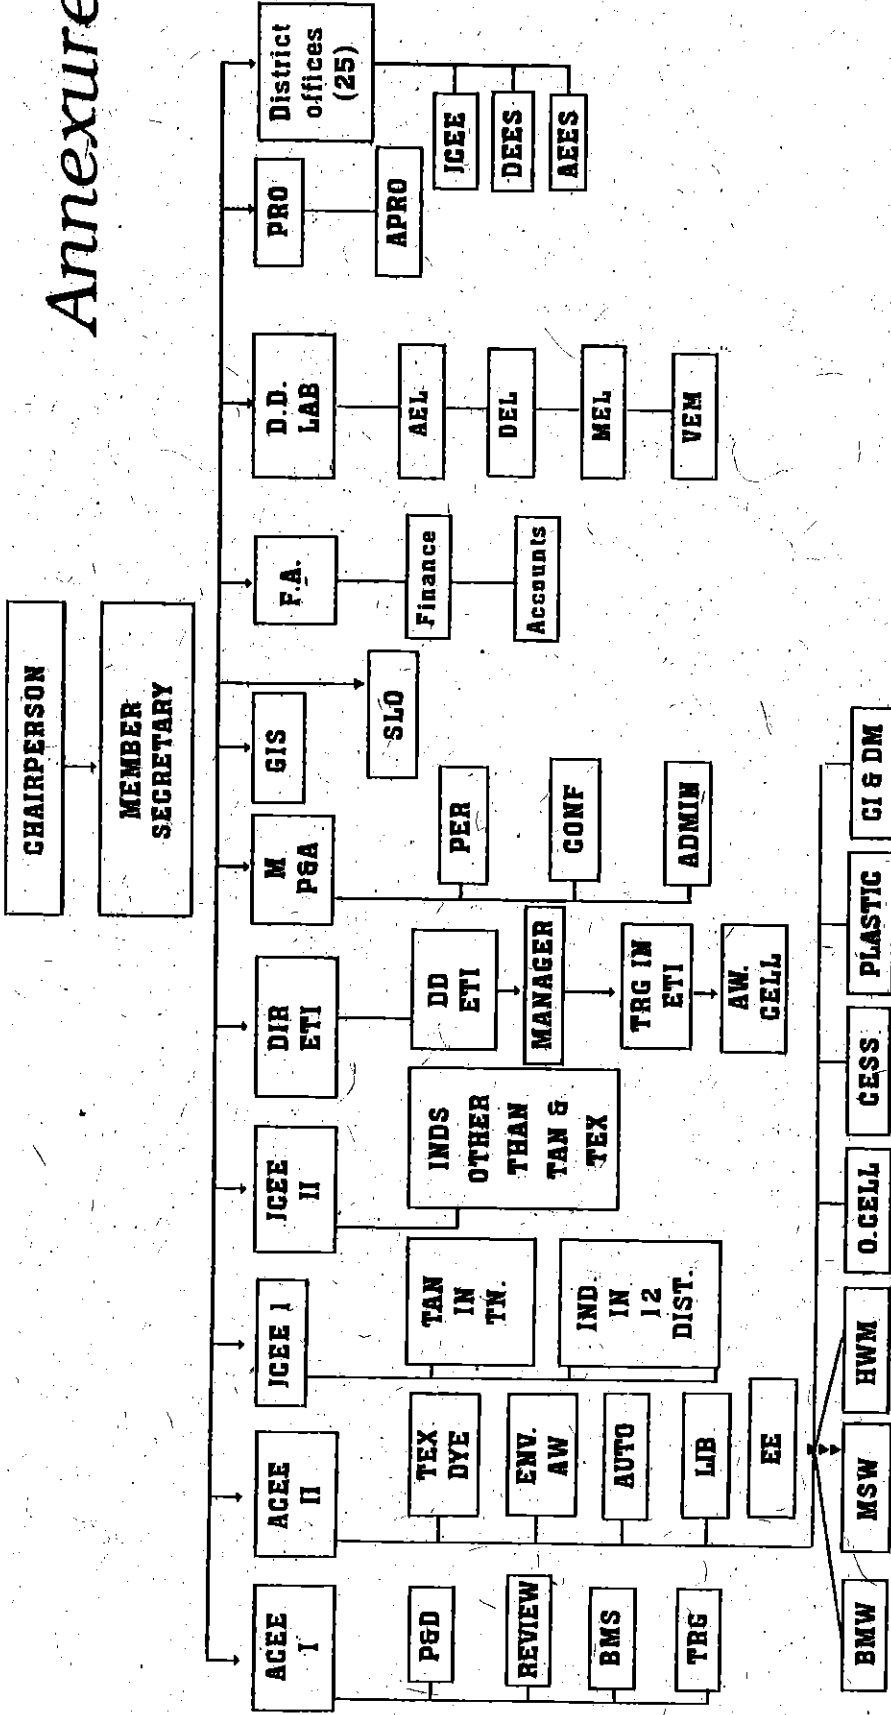 Annexure
CHAIRPERSON
MEMBER
SECRETARY
ACEE
I
ACEE
II
JCEE 1
JCEE
II
DIR
ETI
M
P&A
GIS
F.A.
D.D.
LAB
PRO
District
offices
(25)
P&D
REVIEW
BMS
TRG
TEX
DYE
ENV.
AW
AUTO
LIB
EE
TAN
IN
TN.
IND.
IN
12
DIST.
INDS
OTHER
THAN
TAN &
TEX
DD
ETI
MANAGER
TRG IN
ETI
AW.
CELL
PER
CONF
ADMIN
SLO
Finance
Accounts
AEL
DEL
MEL
VEM
APRO
JCEE
DEES
AEES
BMW
MSW
HWM
O.CELL
CESS
PLASTIC
CI & DM